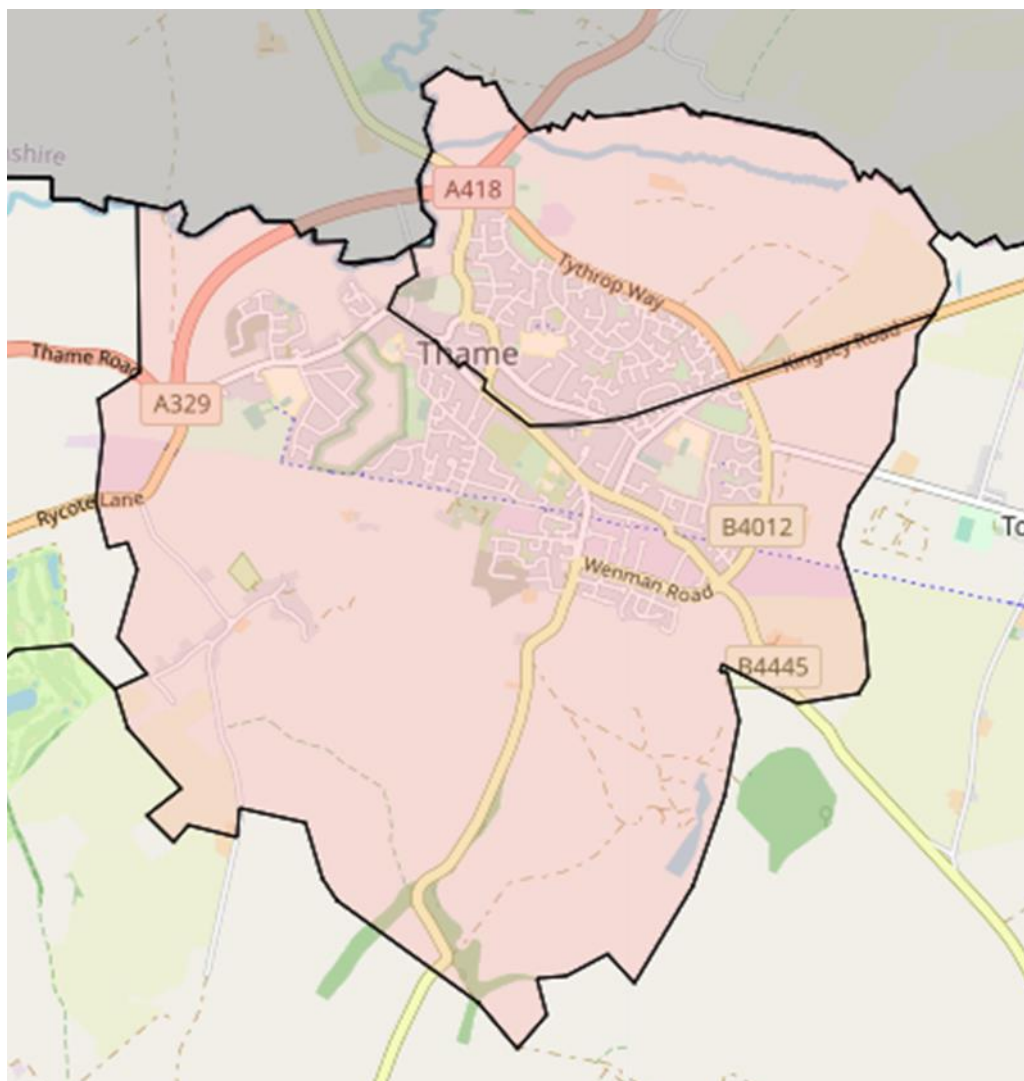 shire
A418
Tythrop Way
Thame
Kingsey Road
Thame Road
A329
Rycote Lane
B4012
To
Wenman Road
B4445